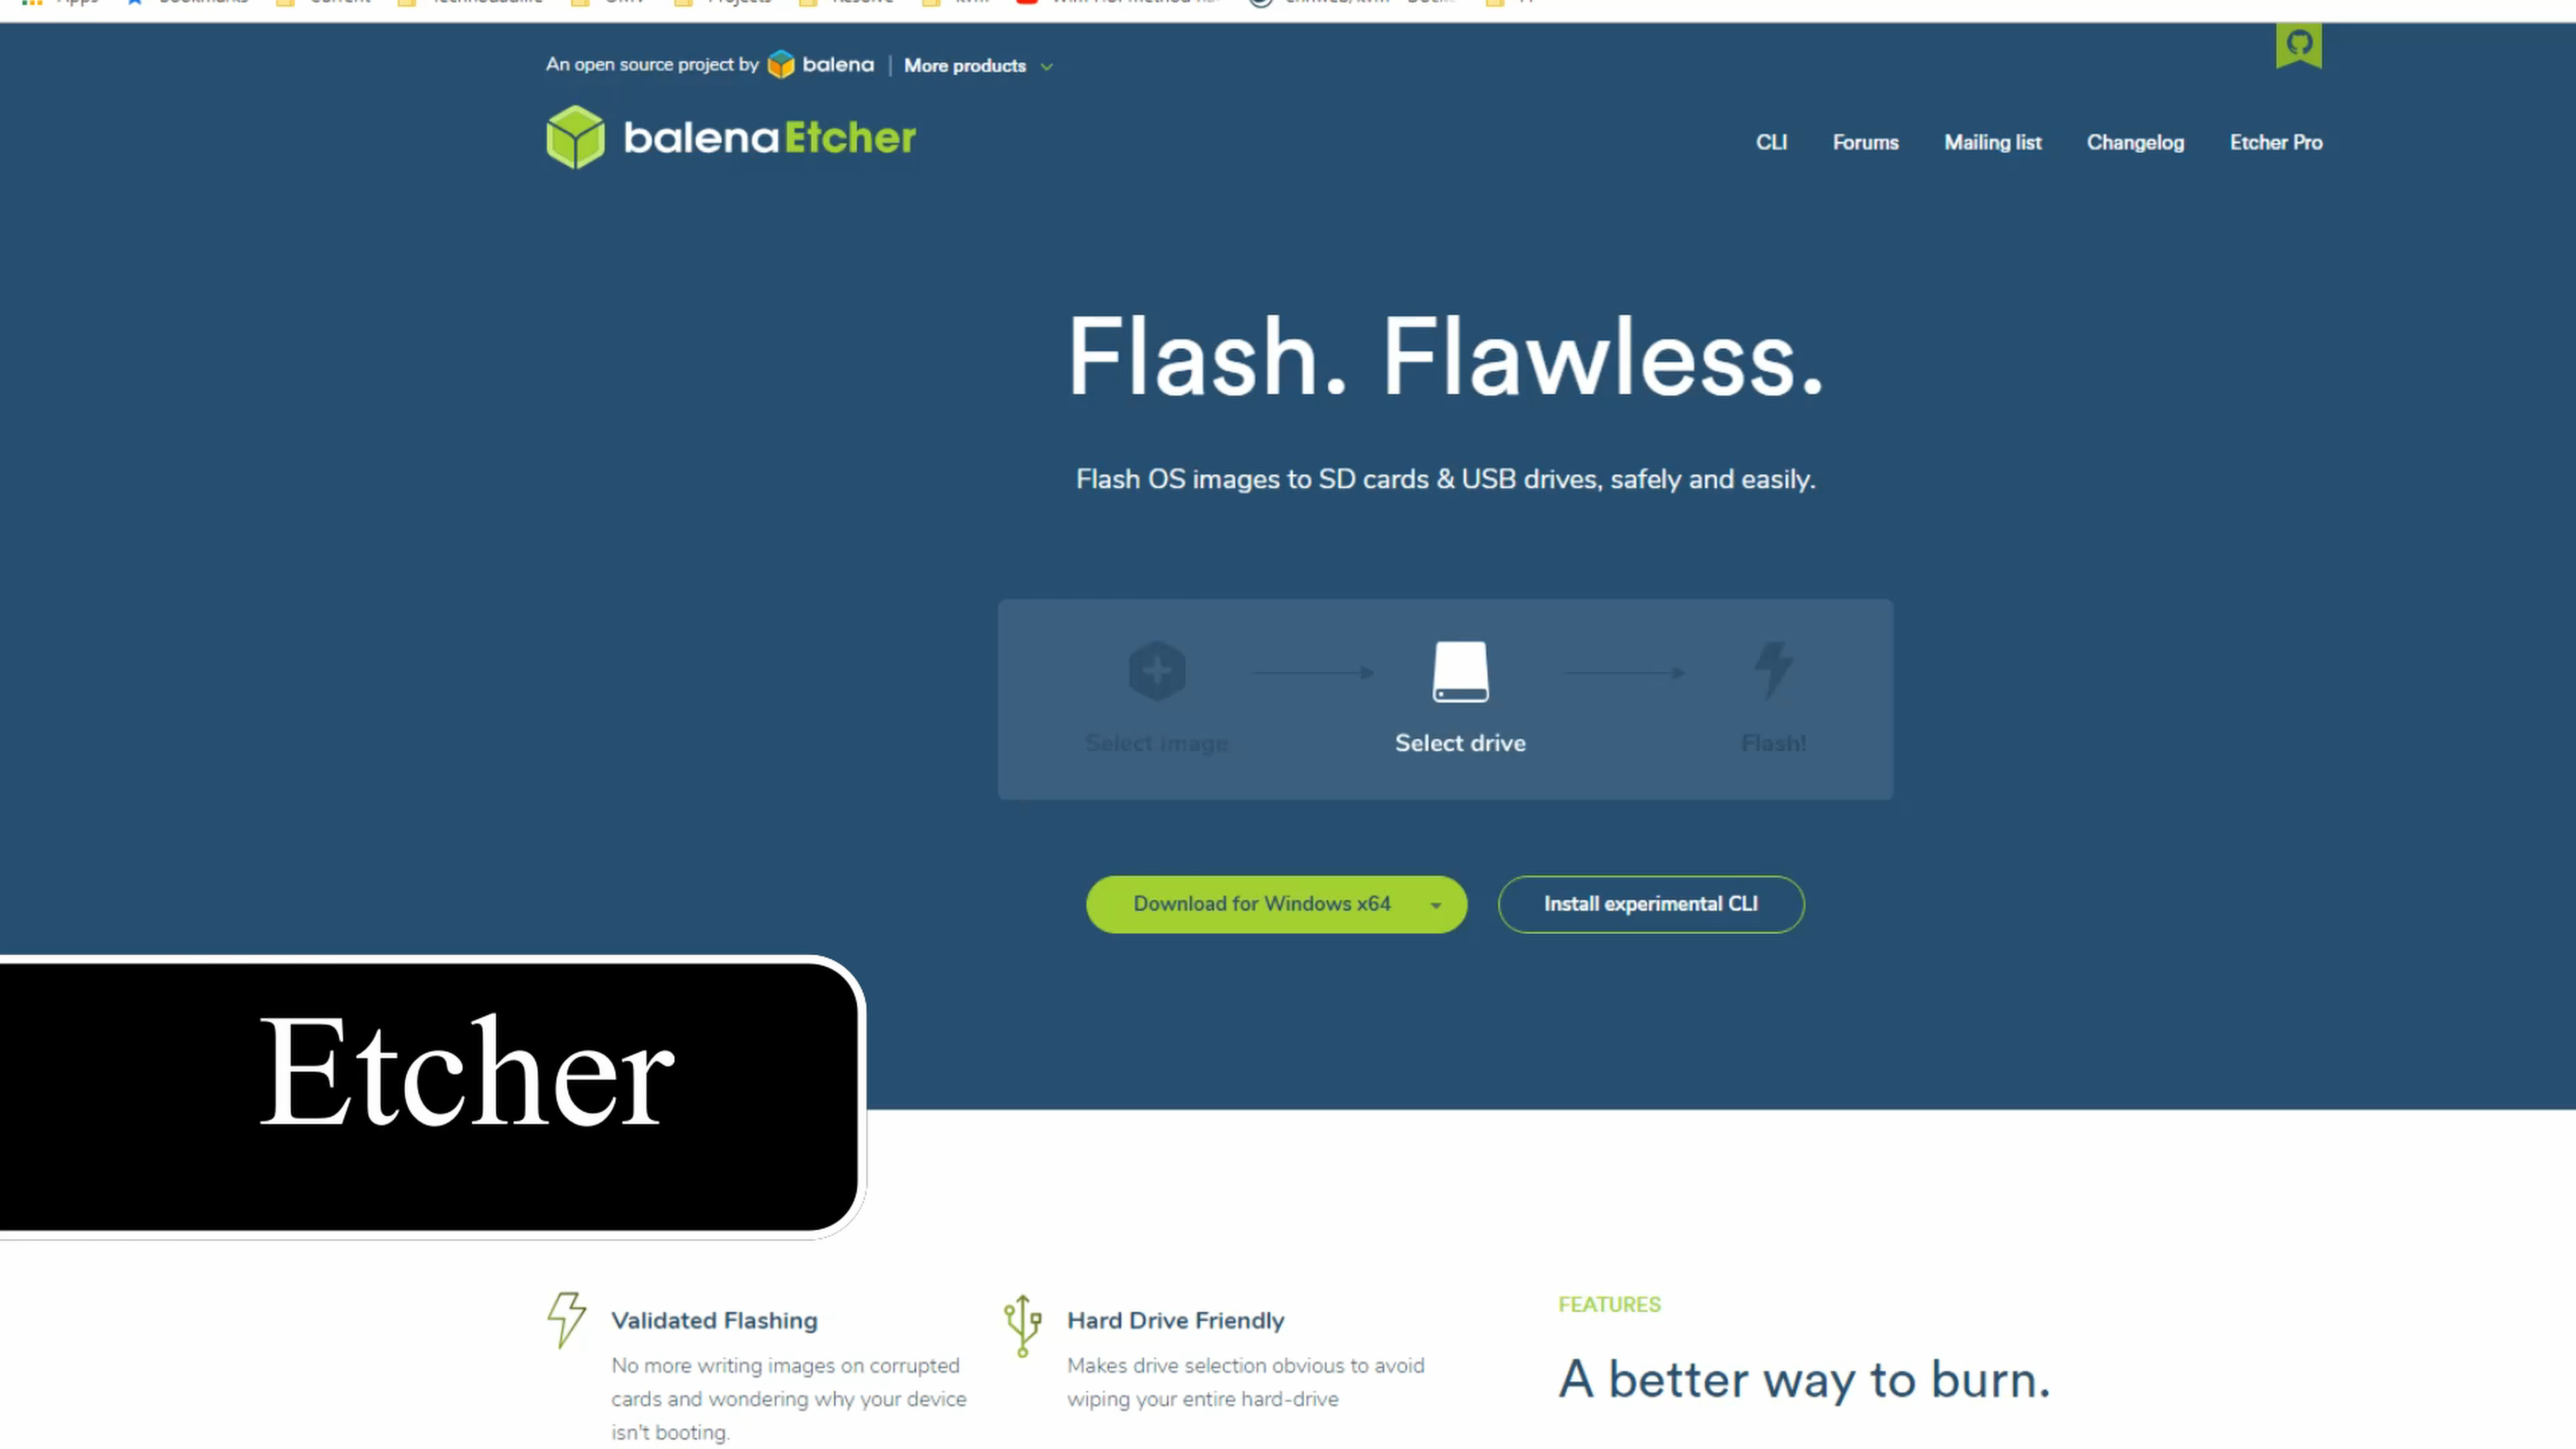 An open source project by balena | More products
balenaEtcher
CLI Forums Mailing list Changelog Etcher Pro
Flash. Flawless.
Flash OS images to SD cards & USB drives, safely and easily.
Select image Select drive Flash!
Download for Windows x64 Install experimental CLI
Etcher
Validated Flashing
No more writing images on corrupted
cards and wondering why your device
isn't booting.
Hard Drive Friendly
Makes drive selection obvious to avoid
wiping your entire hard-drive
FEATURES
A better way to burn.